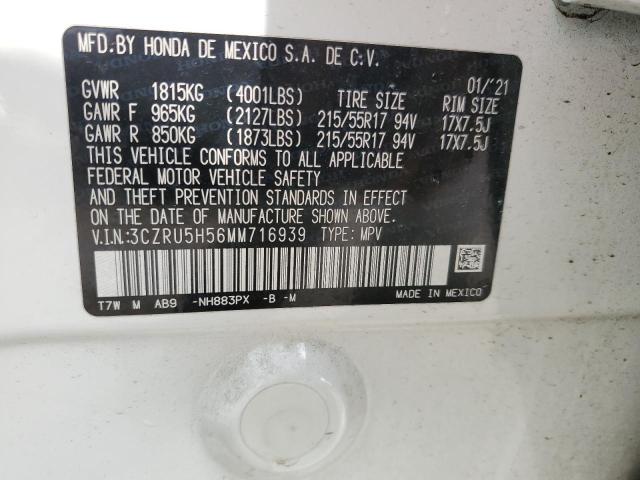 MFD. BY HONDA DE MEXICO S.A. DE C.V.
01/'21
GVWR 1815KG (4001LBS) TIRE SIZE RIM SIZE
GAWR F 965KG (2127LBS) 215/55R17 94V 17X7.5J
GAWR R 850KG (1873LBS) 215/55R17 94V 17X7.5J
THIS VEHICLE CONFORMS TO ALL APPLICABLE
FEDERAL MOTOR VEHICLE SAFETY
AND THEFT PREVENTION STANDARDS IN EFFECT
ON DATE OF MANUFACTURE SHOWN ABOVE.
V.I.N.:3CZRU5H56MM716939 TYPE: MPV
T7W M AB9 -NH883PX -B -M
MADE IN MEXICO